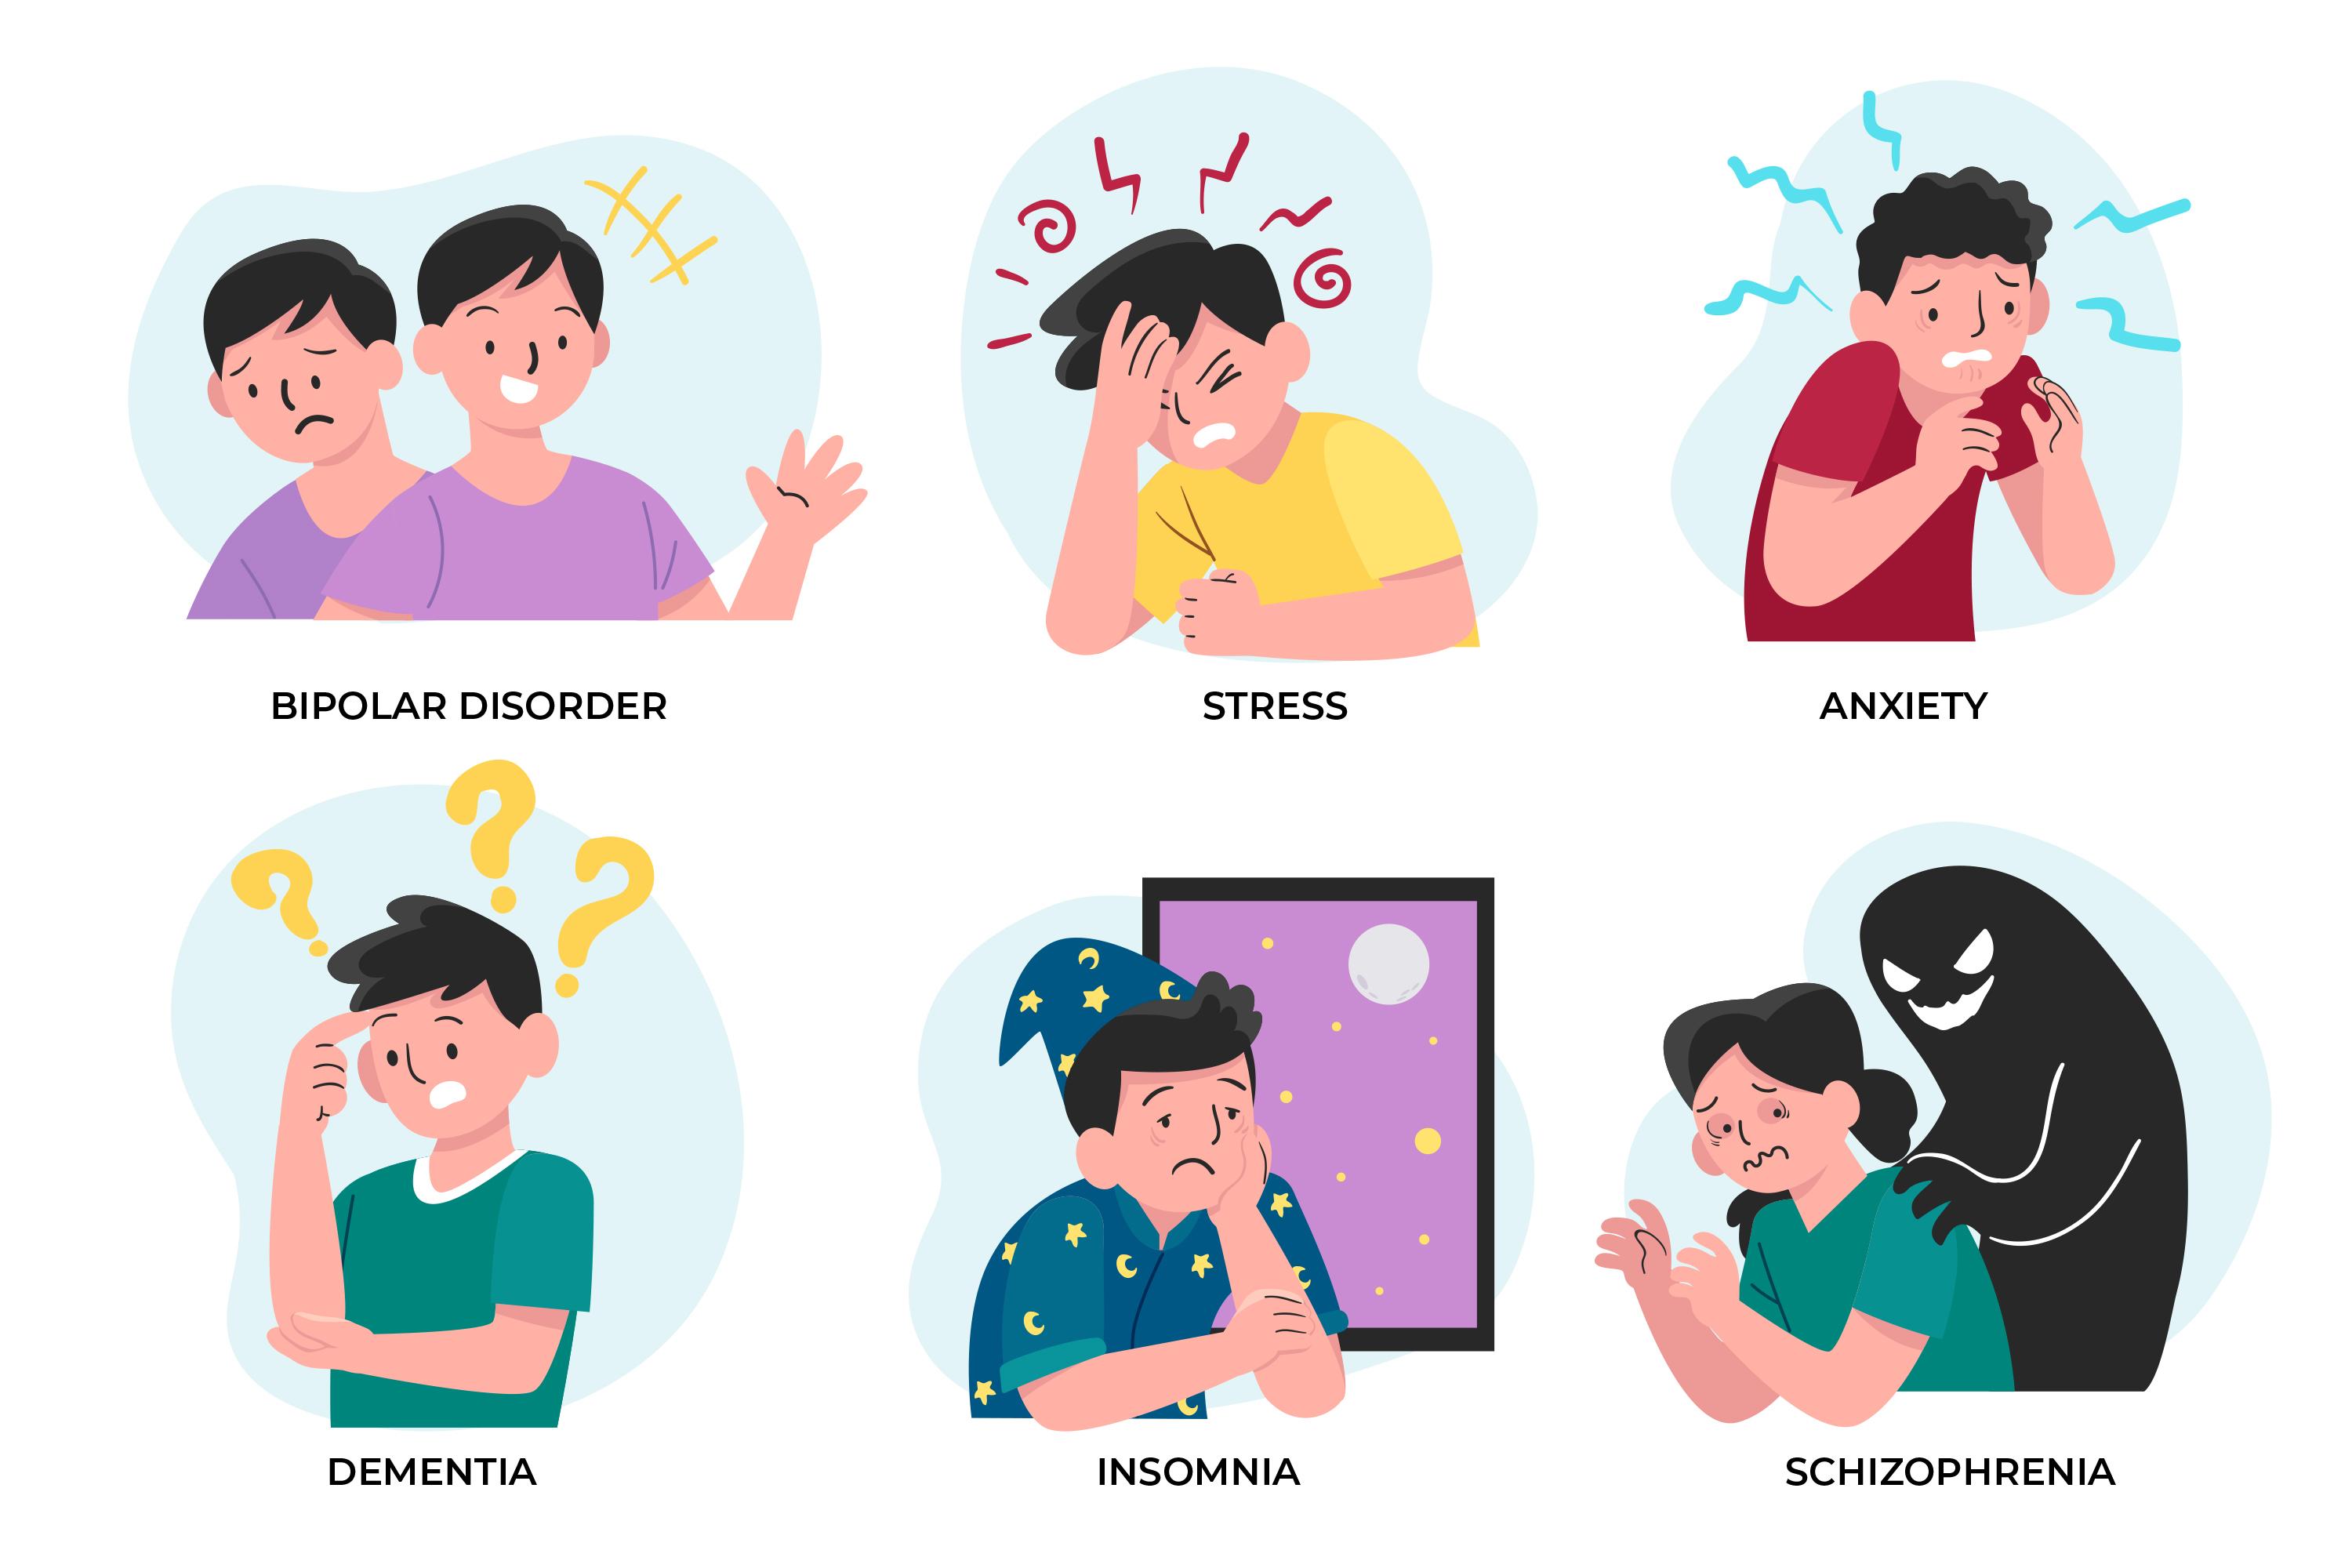 BIPOLAR DISORDER
STRESS
ANXIETY
DEMENTIA
INSOMNIA
SCHIZOPHRENIA